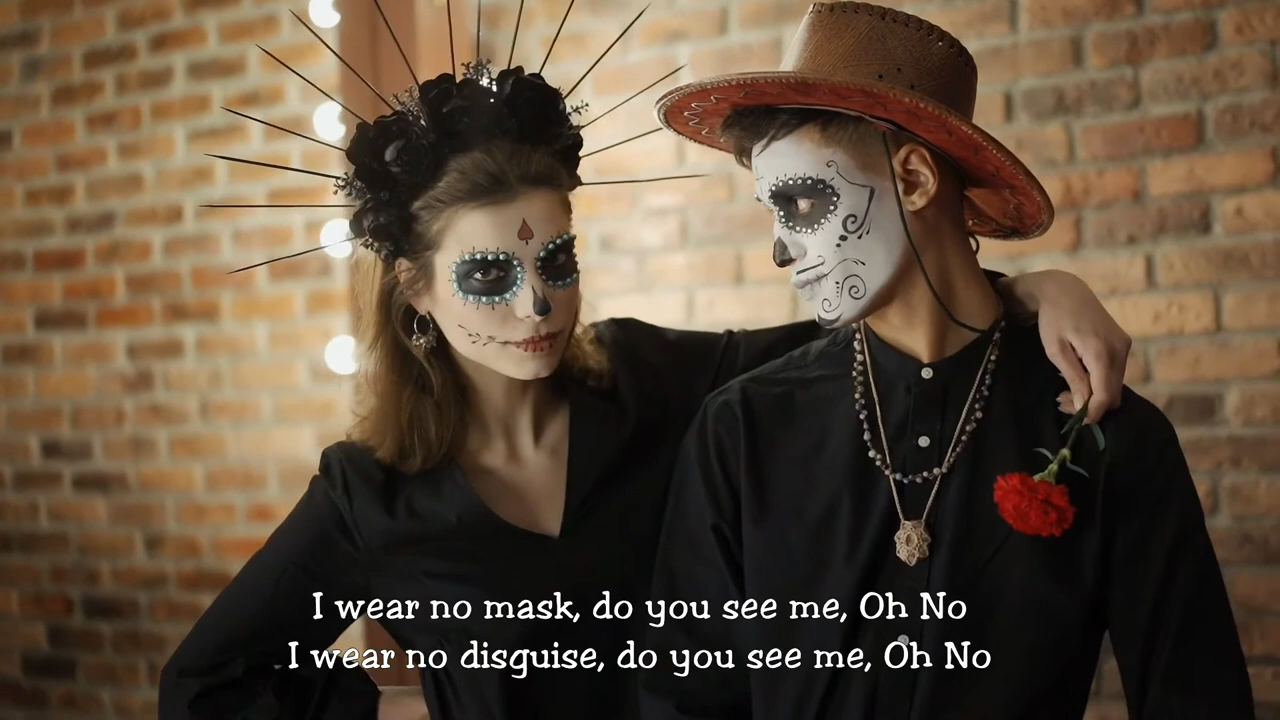 I wear no mask, do you see me, Oh No
I wear no disguise, do you see me, Oh No